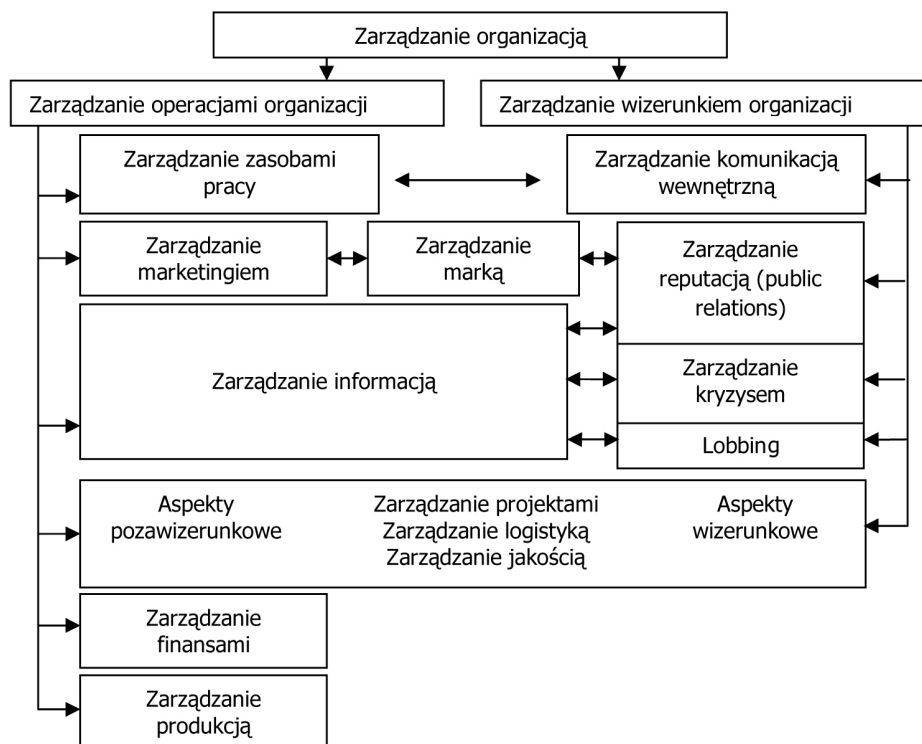 Zarządzanie organizacją
Zarządzanie operacjami organizacji
Zarządzanie wizerunkiem organizacji
Zarządzanie zasobami
pracy
Zarządzanie komunikacją
wewnętrzną
Zarządzanie
marketingiem
Zarządzanie
marką
Zarządzanie
reputacją (public
relations)
Zarządzanie informacją
Zarządzanie
kryzysem
Lobbing
Aspekty
pozawizerunkowe
Zarządzanie projektami
Zarządzanie logistyką
Zarządzanie jakością
Aspekty
wizerunkowe
Zarządzanie
finansami
Zarządzanie
produkcją